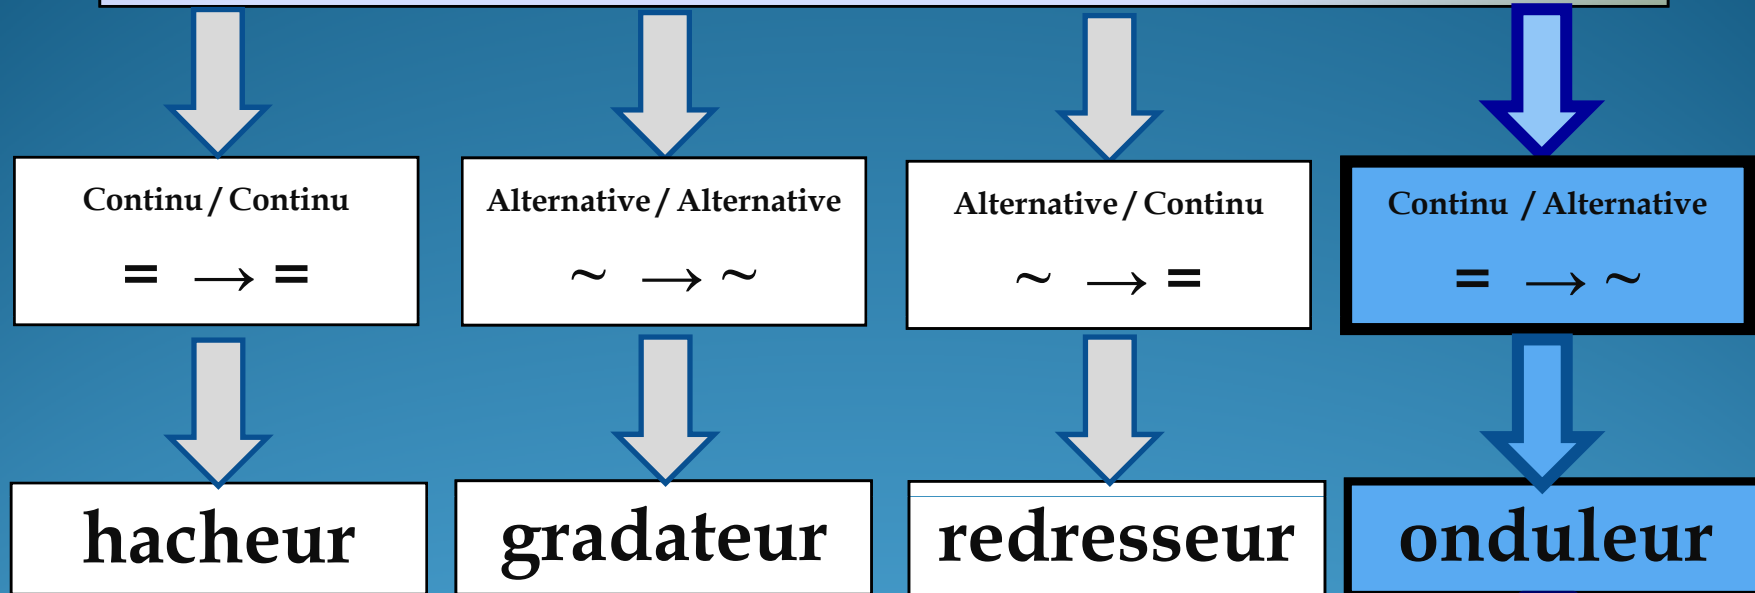 Continu / Continu
= → =
Alternative / Alternative
~ → ~
Alternative / Continu
~ → =
Continu / Alternative
= → ~
hacheur
gradateur
redresseur
onduleur